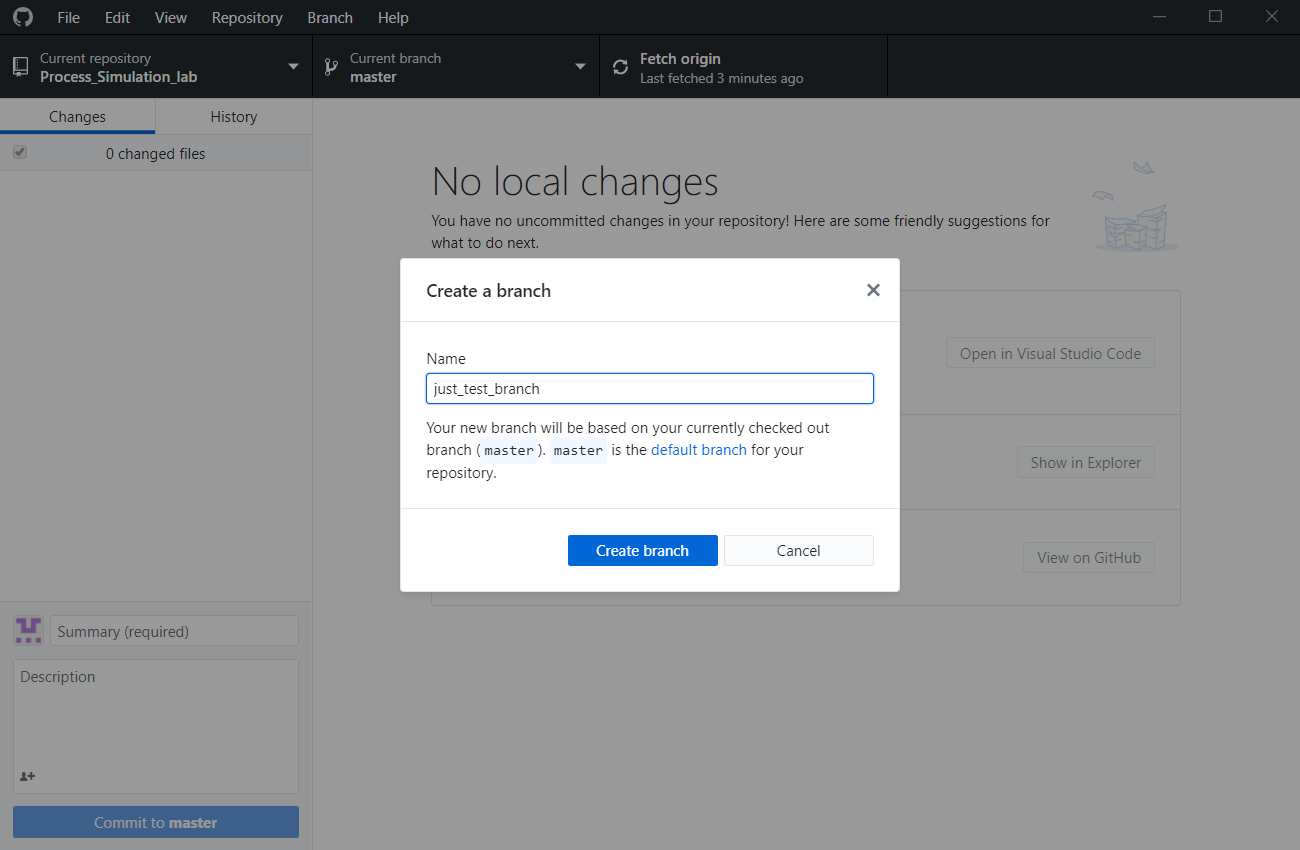 File Edit View Repository Branch Help
Current repository
Process_Simulation_lab
Current branch
master
Fetch origin
Last fetched 3 minutes ago
Changes
History
0 changed files
No local changes
You have no uncommitted changes in your repository! Here are some friendly suggestions for
what to do next.
Create a branch
Name
just_test_branch
Your new branch will be based on your currently checked out
branch ( master ). master is the default branch for your
repository.
Create branch
Cancel
Open in Visual Studio Code
Show in Explorer
View on GitHub
Summary (required)
Description
Commit to master